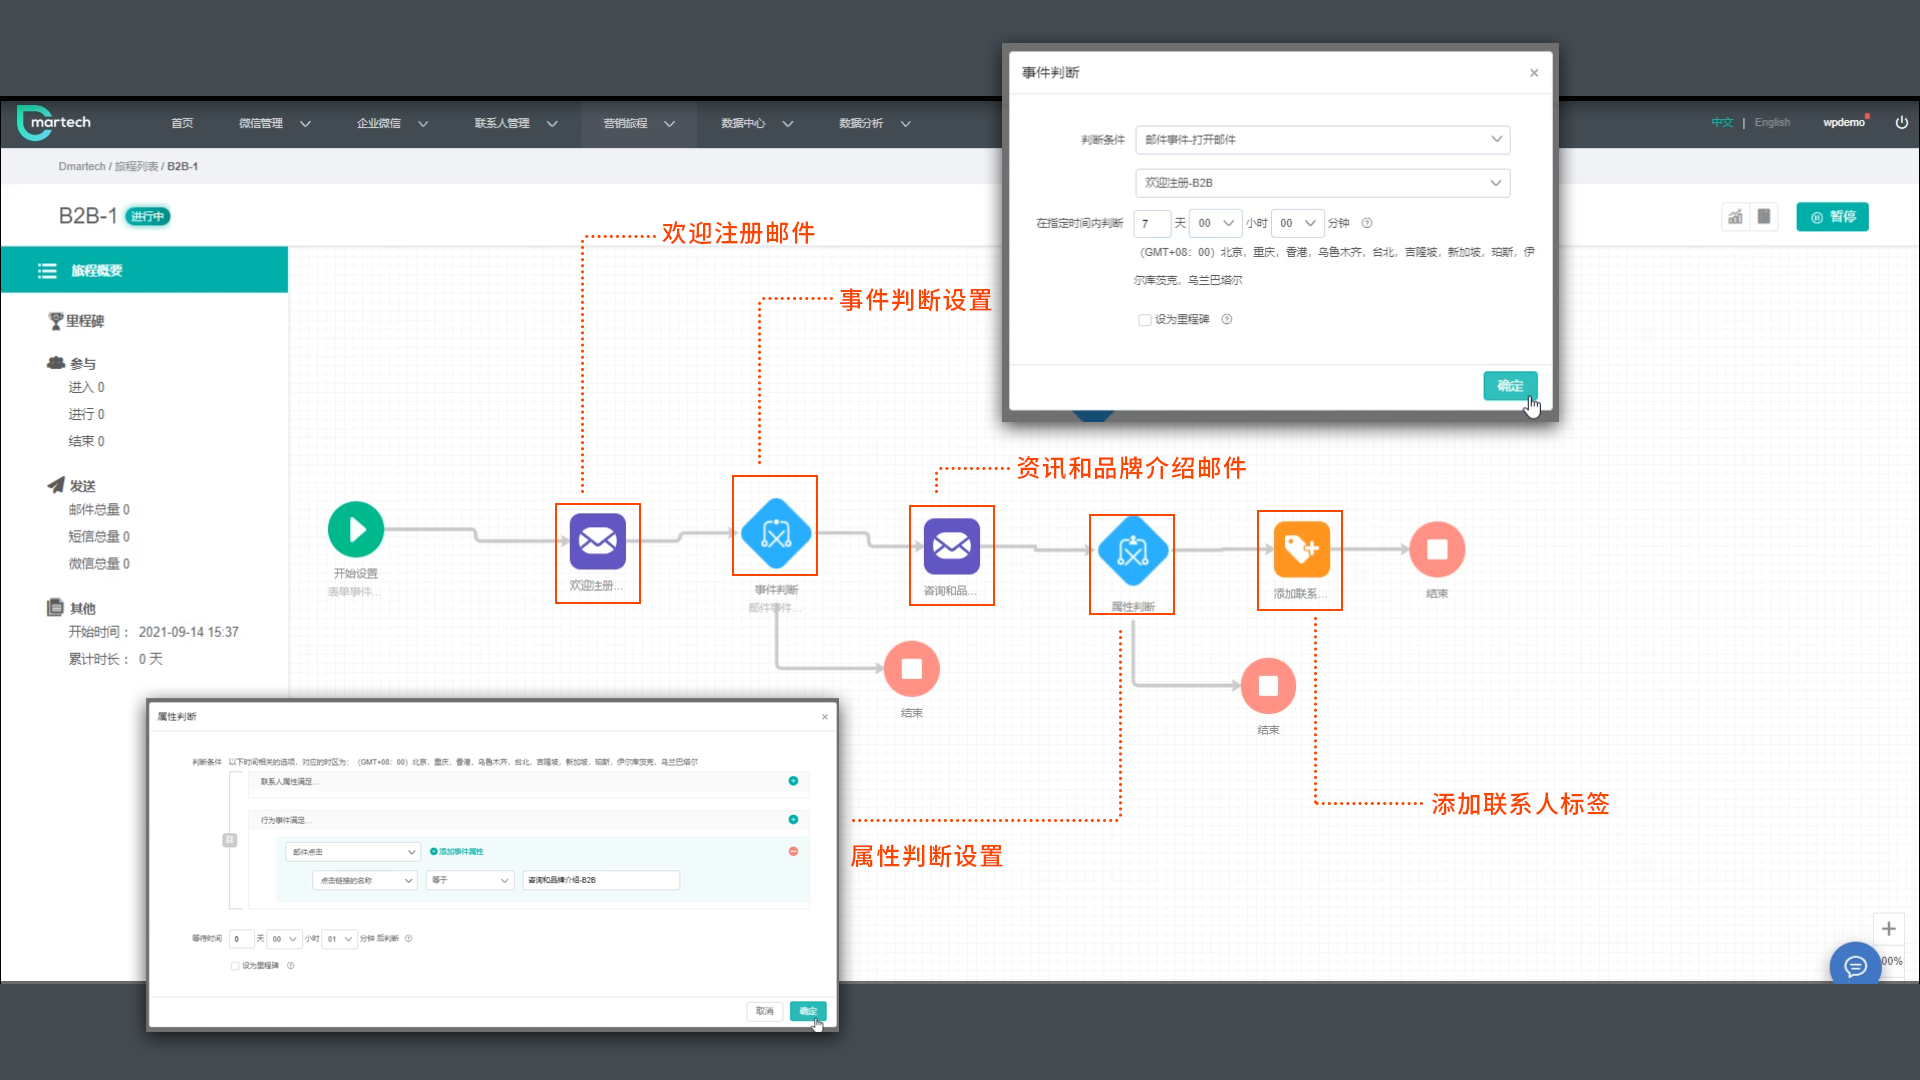 事件判断
×
判断条件
邮件事件-打开邮件
欢迎注册-B2B
在指定时间内判断 7 天 00 小时 00 分钟
（GMT+08：00）北京，重庆，香港，乌鲁木齐，台北，吉隆坡，新加坡，珀斯，伊
尔库茨克，乌兰巴塔尔
设为里程碑
确定
martech 首页 微信管理 企业微信 联系人管理 营销旅程 数据中心 数据分析 中文 | English wpdemo
Dmartech / 旅程列表 / B2B-1
B2B-1 进行中 暂停
旅程概要
里程碑
参与
进入 0
进行 0
结束 0
发送
邮件总量 0
短信总量 0
微信总量 0
其他
开始时间： 2021-09-14 15:37
累计时长： 0 天
欢迎注册邮件
事件判断设置
资讯和品牌介绍邮件
开始设置
表单事件...
欢迎注册...
事件判断
邮件事件...
咨询和品...
属性判断
添加联系...
结束
结束
结束
添加联系人标签
属性判断设置
属性判断 ×
判断条件 以下时间相关的选项，对应的时区为：（GMT+08：00）北京，重庆，香港，乌鲁木齐，台北，吉隆坡，新加坡，珀斯，伊尔库茨克，乌兰巴塔尔
联系人属性满足...
且
行为事件满足...
邮件点击 添加事件属性
点击链接的名称 等于 咨询和品牌介绍-B2B
等待时间 0 天 00 小时 01 分钟 后判断
设为里程碑
取消 确定
00%